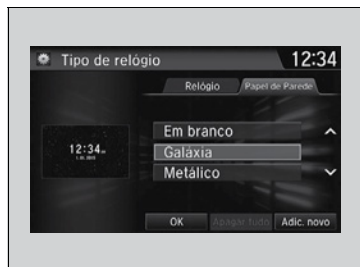 Tipo de relógio 12:34
Relógio Papel de Parede
Em branco
Galáxia
12:34
Metálico
OK Apagar tudo Adic. novo